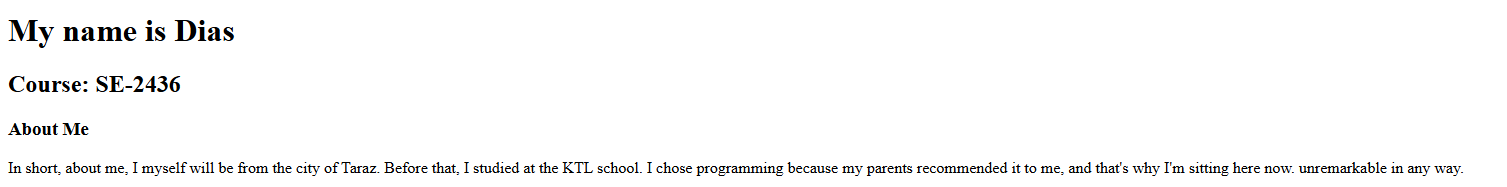 My name is Dias
Course: SE-2436
About Me
In short, about me, I myself will be from the city of Taraz. Before that, I studied at the KTL school. I chose programming because my parents recommended it to me, and that's why I'm sitting here now. unremarkable in any way.